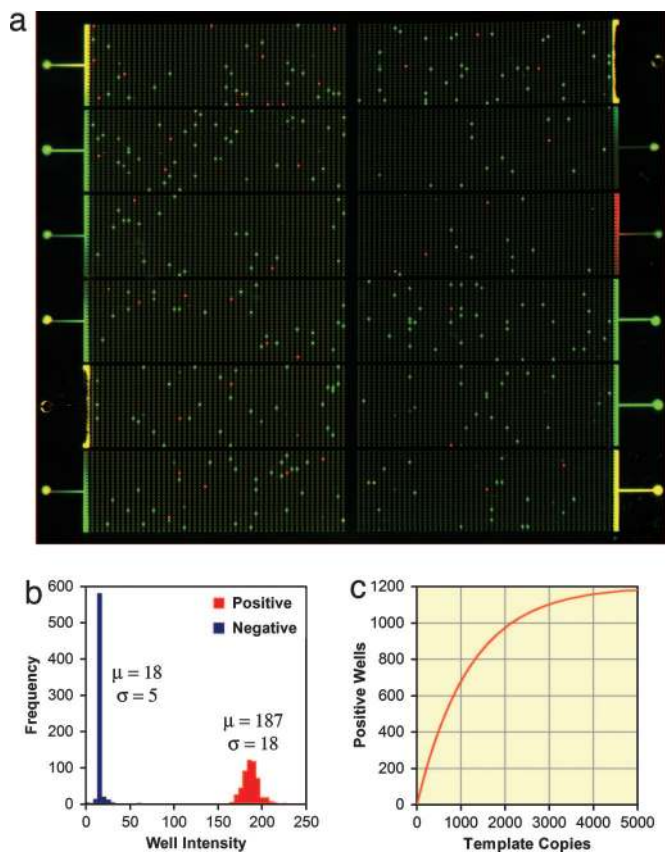 a
b
600
500
400
300
200
100
0
Frequency
Positive
Negative
μ = 18
σ = 5
μ = 187
σ = 18
0 50 100 150 200 250
Well Intensity
c
1200
1000
800
600
400
200
0
Positive Wells
0 1000 2000 3000 4000 5000
Template Copies